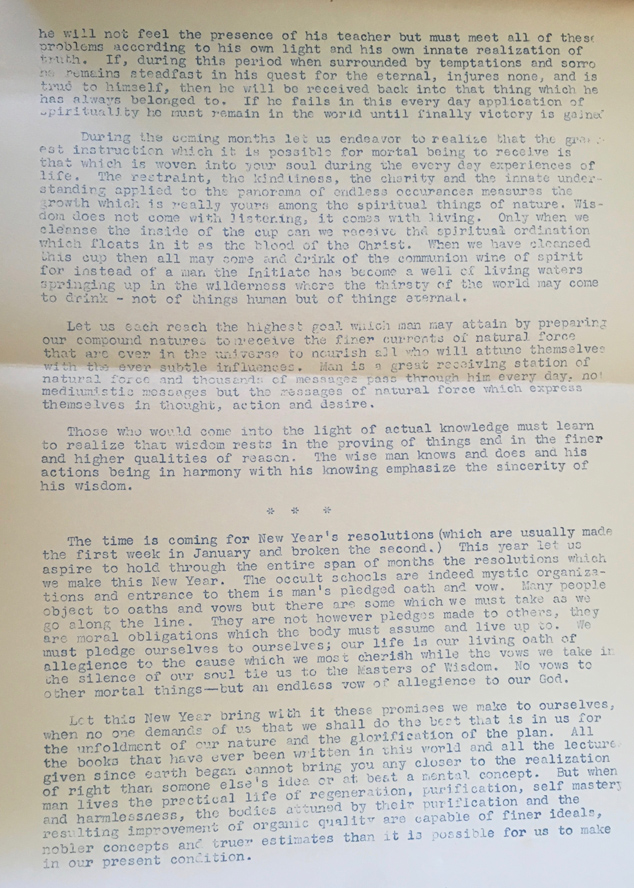 he will not feel the presence of his teacher but must meet all of these
problems according to his own light and his own innate realization of
truth. If, during this period when surrounded by temptations and sorro
he remains steadfast in his quest for the eternal, injures none, and is
true to himself, then he will be received back into that thing which he
has always belonged to. If he fails in this every day application of
spirituality he must remain in the world until finally victory is gained
During the coming months let us endeavor to realize that the great-
est instruction which it is possible for mortal being to receive is
that which is woven into your soul during the every day experiences of
life. The restraint, the kindliness, the charity and the innate under-
standing applied to the panorama of endless occurances measures the
growth which is really yours among the spiritual things of nature. Wis-
dom does not come with listening, it comes with living. Only when we
cleanse the inside of the cup can we receive the spiritual ordination
which floats in it as the blood of the Christ. When we have cleansed
this cup then all may come and drink of the communion wine of spirit
for instead of a man the Initiate has become a well of living waters
springing up in the wilderness where the thirsty of the world may come
to drink - not of things human but of things eternal.
Let us each reach the highest goal which man may attain by preparing
our compound natures to receive the finer currents of natural force
that are ever in the universe to nourish all who will attune themselves
with the ever subtle influences. Man is a great receiving station of
natural force and thousands of messages pass through him every day, not
mediumistic messages but the messages of natural force which express
themselves in thought, action and desire.
Those who would come into the light of actual knowledge must learn
to realize that wisdom rests in the proving of things and in the finer
and higher qualities of reason. The wise man knows and does and his
actions being in harmony with his knowing emphasize the sincerity of
his wisdom.
* * *
The time is coming for New Year's resolutions (which are usually made
the first week in January and broken the second.) This year let us
aspire to hold through the entire span of months the resolutions which
we make this New Year. The occult schools are indeed mystic organiza-
tions and entrance to them is man's pledged oath and vow. Many people
object to oaths and vows but there are some which we must take as we
go along the line. They are not however pledges made to others, they
are moral obligations which the body must assume and live up to. We
must pledge ourselves to ourselves; our life is our living oath of
allegience to the cause which we most cherish while the vows we take in
the silence of our soul tie us to the Masters of Wisdom. No vows to
other mortal things--but an endless vow of allegience to our God.
Let this New Year bring with it these promises we make to ourselves,
when no one demands of us that we shall do the best that is in us for
the unfoldment of our nature and the glorification of the plan. All
the books that have ever been written in this world and all the lecture
given since earth began cannot bring you any closer to the realization
of right than somone else's idea or at best a mental concept. But when
man lives the practical life of regeneration, purification, self mastery
and harmlessness, the bodies attuned by their purification and the
resulting improvement of organic quality are capable of finer ideals,
nobler concepts and truer estimates than it is possible for us to make
in our present condition.